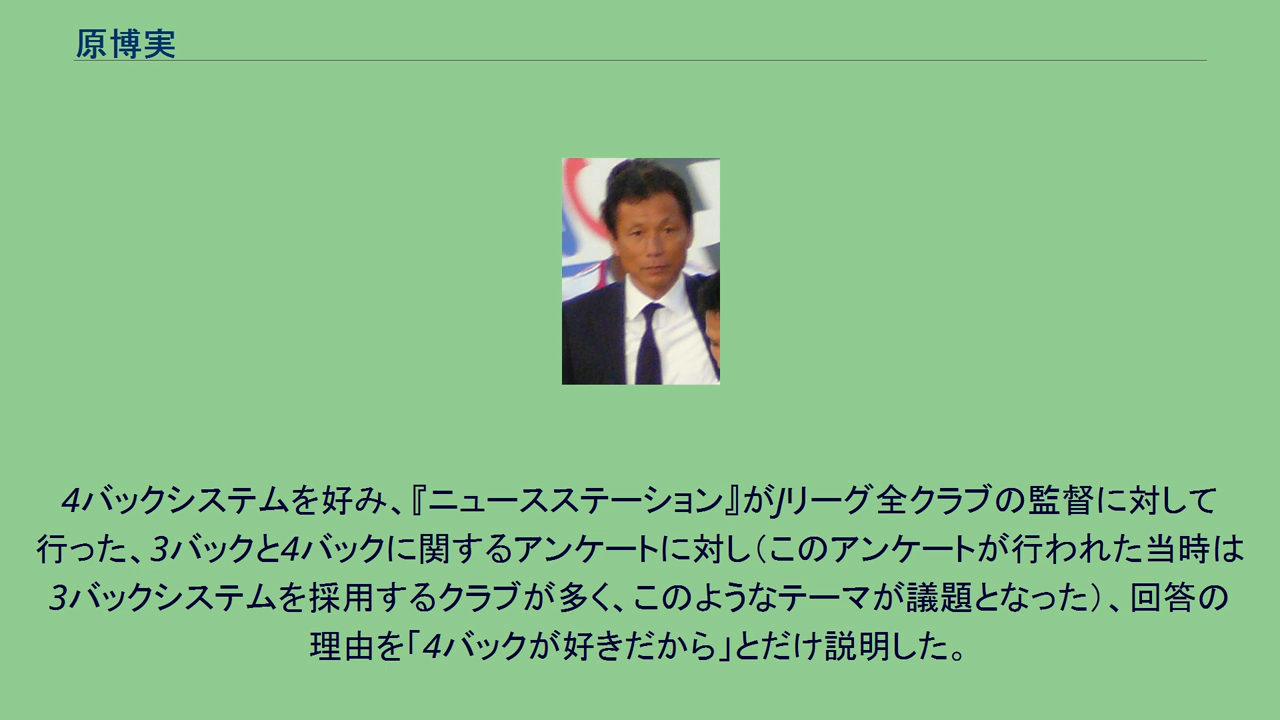 原博実
4バックシステムを好み、『ニュースステーション』がJリーグ全クラブの監督に対して
行った、3バックと4バックに関するアンケートに対し（このアンケートが行われた当時は
3バックシステムを採用するクラブが多く、このようなテーマが議題となった）、回答の
理由を「4バックが好きだから」とだけ説明した。